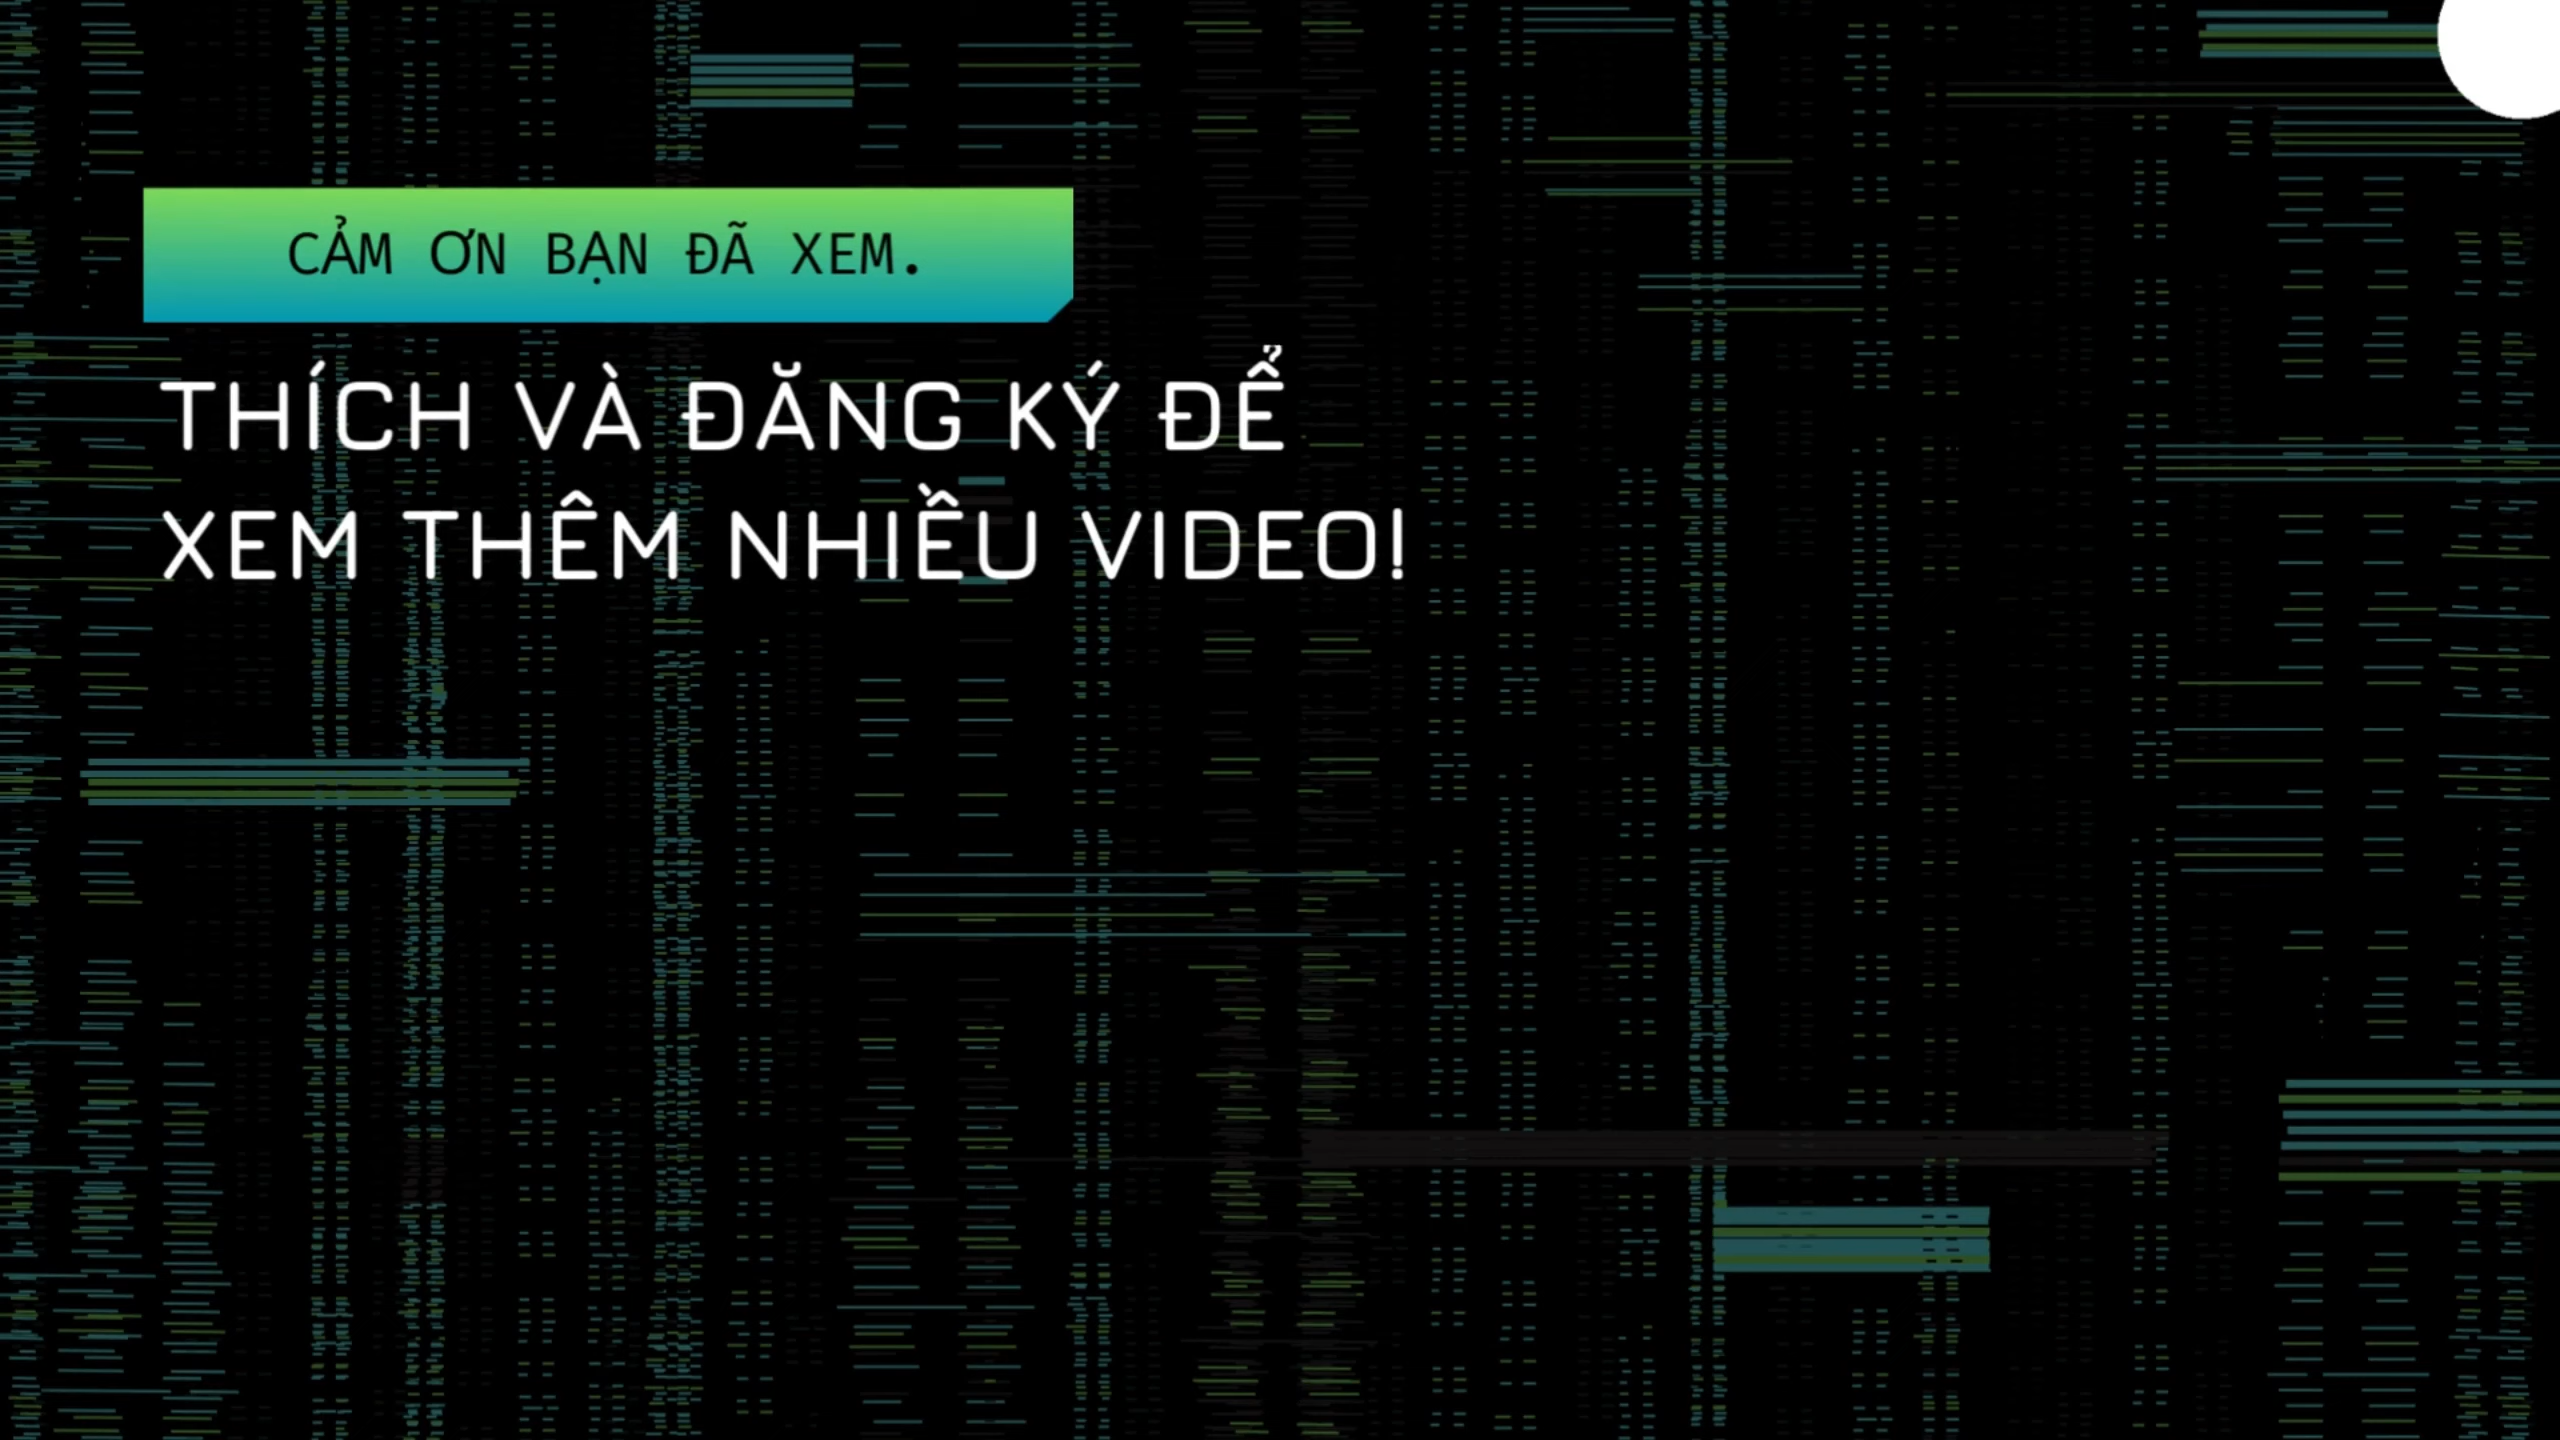 CẢM ƠN BẠN ĐÃ XEM.
THÍCH VÀ ĐĂNG KÝ ĐỂ
XEM THÊM NHIỀU VIDEO!